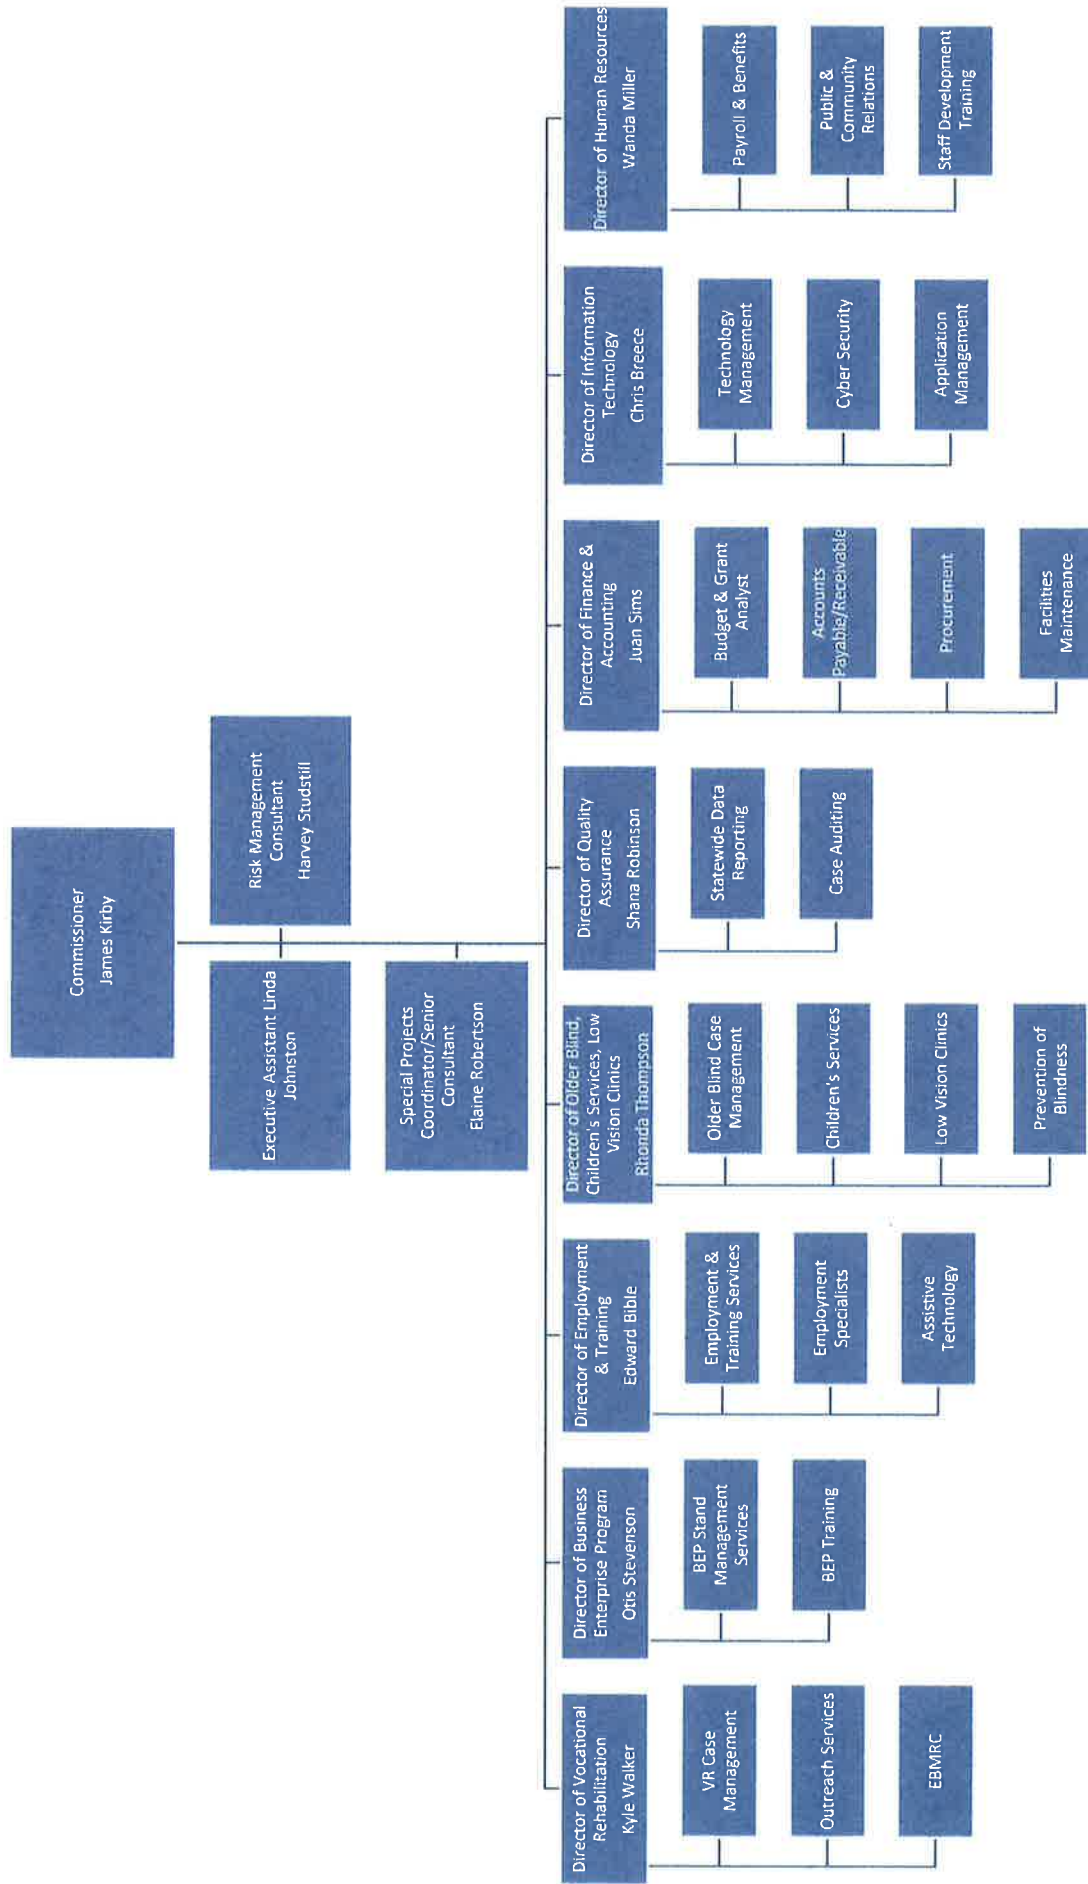 Commissioner
James Kirby
Executive Assistant Linda
Johnston
Risk Management
Consultant
Harvey Studstill
Special Projects
Coordinator/Senior
Consultant
Elaine Robertson
Director of Vocational
Rehabilitation
Kyle Walker
VR Case
Management
Outreach Services
EBMRC
Director of Business
Enterprise Program
Otis Stevenson
BEP Stand
Management
Services
BEP Training
Director of Employment
& Training
Edward Bible
Employment &
Training Services
Employment
Specialists
Assistive
Technology
Director of Older Blind,
Children's Services, Low
Vision Clinics
Rhonda Thompson
Older Blind Case
Management
Children's Services
Low Vision Clinics
Prevention of
Blindness
Director of Quality
Assurance
Shana Robinson
Statewide Data
Reporting
Case Auditing
Director of Finance &
Accounting
Juan Sims
Budget & Grant
Analyst
Accounts
Payable/Receivable
Procurement
Facilities
Maintenance
Director of Information
Technology
Chris Breece
Technology
Management
Cyber Security
Application
Management
Director of Human Resources
Wanda Miller
Payroll & Benefits
Public &
Community
Relations
Staff Development
Training